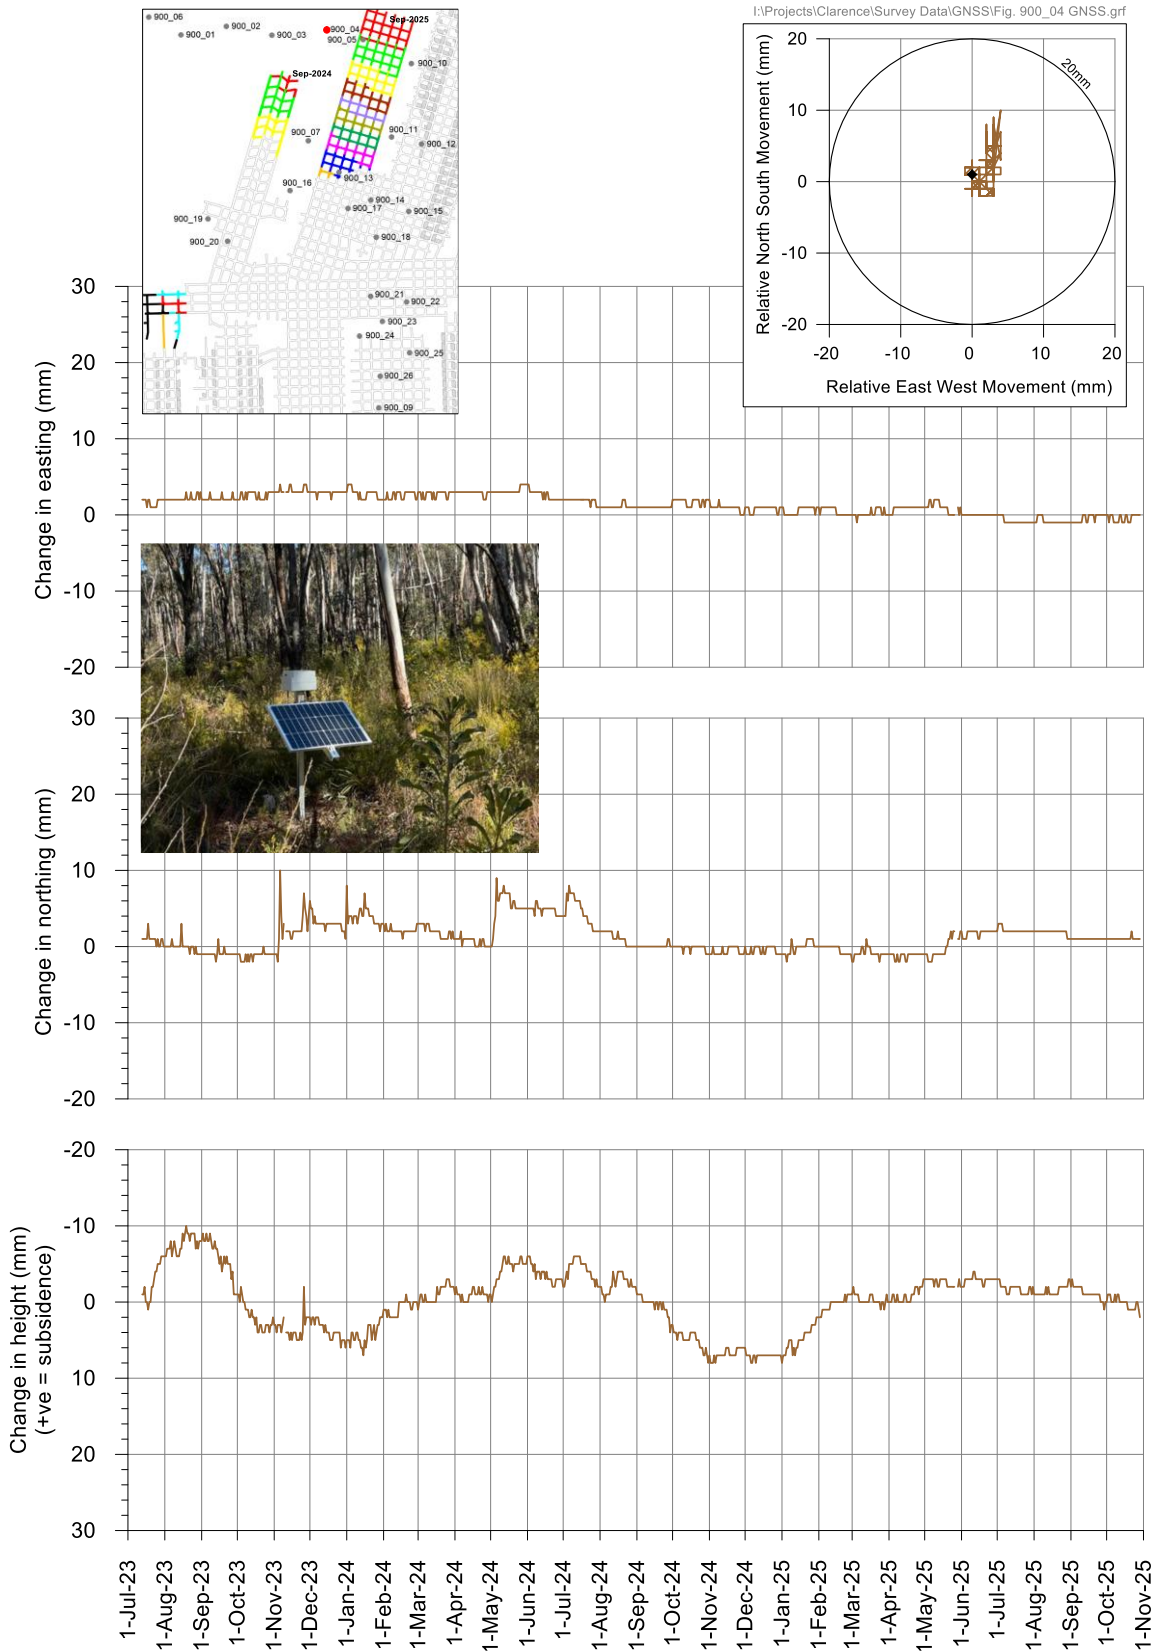 I:\Projects\Clarence\Survey Data\GNSS\Fig. 900_04 GNSS.grf
900_06
900_02
900_01
900_03
900_04
900_05
Sep-2025
900_10
Sep-2024
900_07
900_11
900_12
900_13
900_16
900_14
900_17
900_15
900_19
900_18
900_20
900_21
900_22
900_23
900_24
900_25
900_26
900_09
Relative North South Movement (mm)
20
10
0
-10
-20
20mm
-20
-10
0
10
20
Relative East West Movement (mm)
Change in easting (mm)
30
20
10
0
-10
-20
Change in northing (mm)
30
20
10
0
-10
-20
Change in height (mm)
(+ve = subsidence)
-20
-10
0
10
20
30
1-Jul-23
1-Aug-23
1-Sep-23
1-Oct-23
1-Nov-23
1-Dec-23
1-Jan-24
1-Feb-24
1-Mar-24
1-Apr-24
1-May-24
1-Jun-24
1-Jul-24
1-Aug-24
1-Sep-24
1-Oct-24
1-Nov-24
1-Dec-24
1-Jan-25
1-Feb-25
1-Mar-25
1-Apr-25
1-May-25
1-Jun-25
1-Jul-25
1-Aug-25
1-Sep-25
1-Oct-25
1-Nov-25